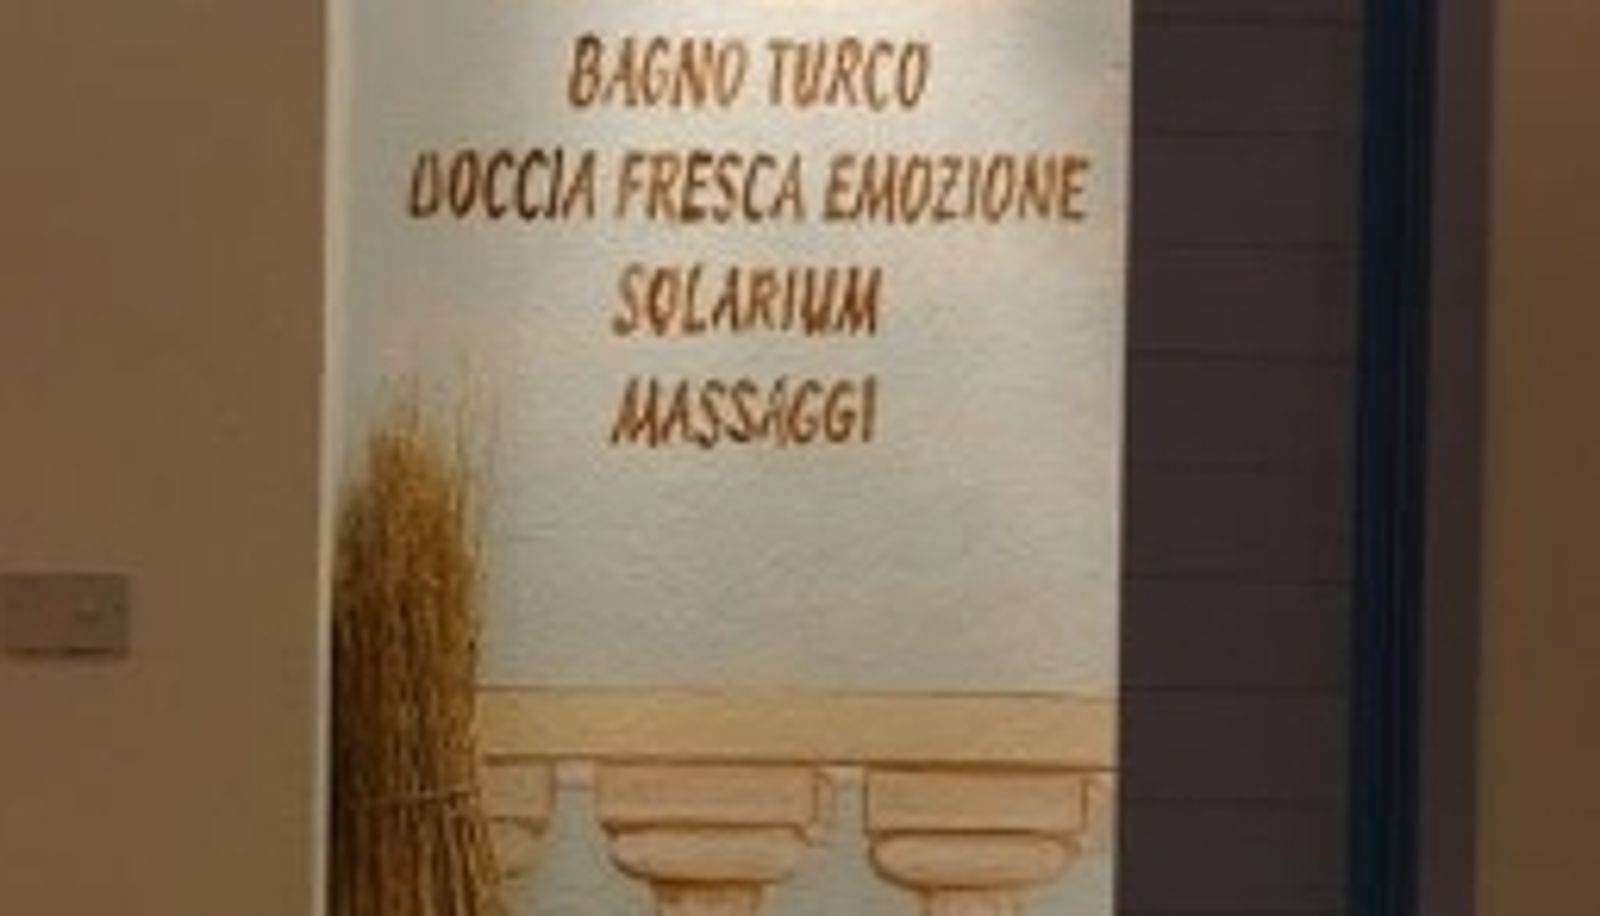 BAGNO TURCO
DOCCIA FRESCA EMOZIONE
SOLARIUM
MASSAGGI